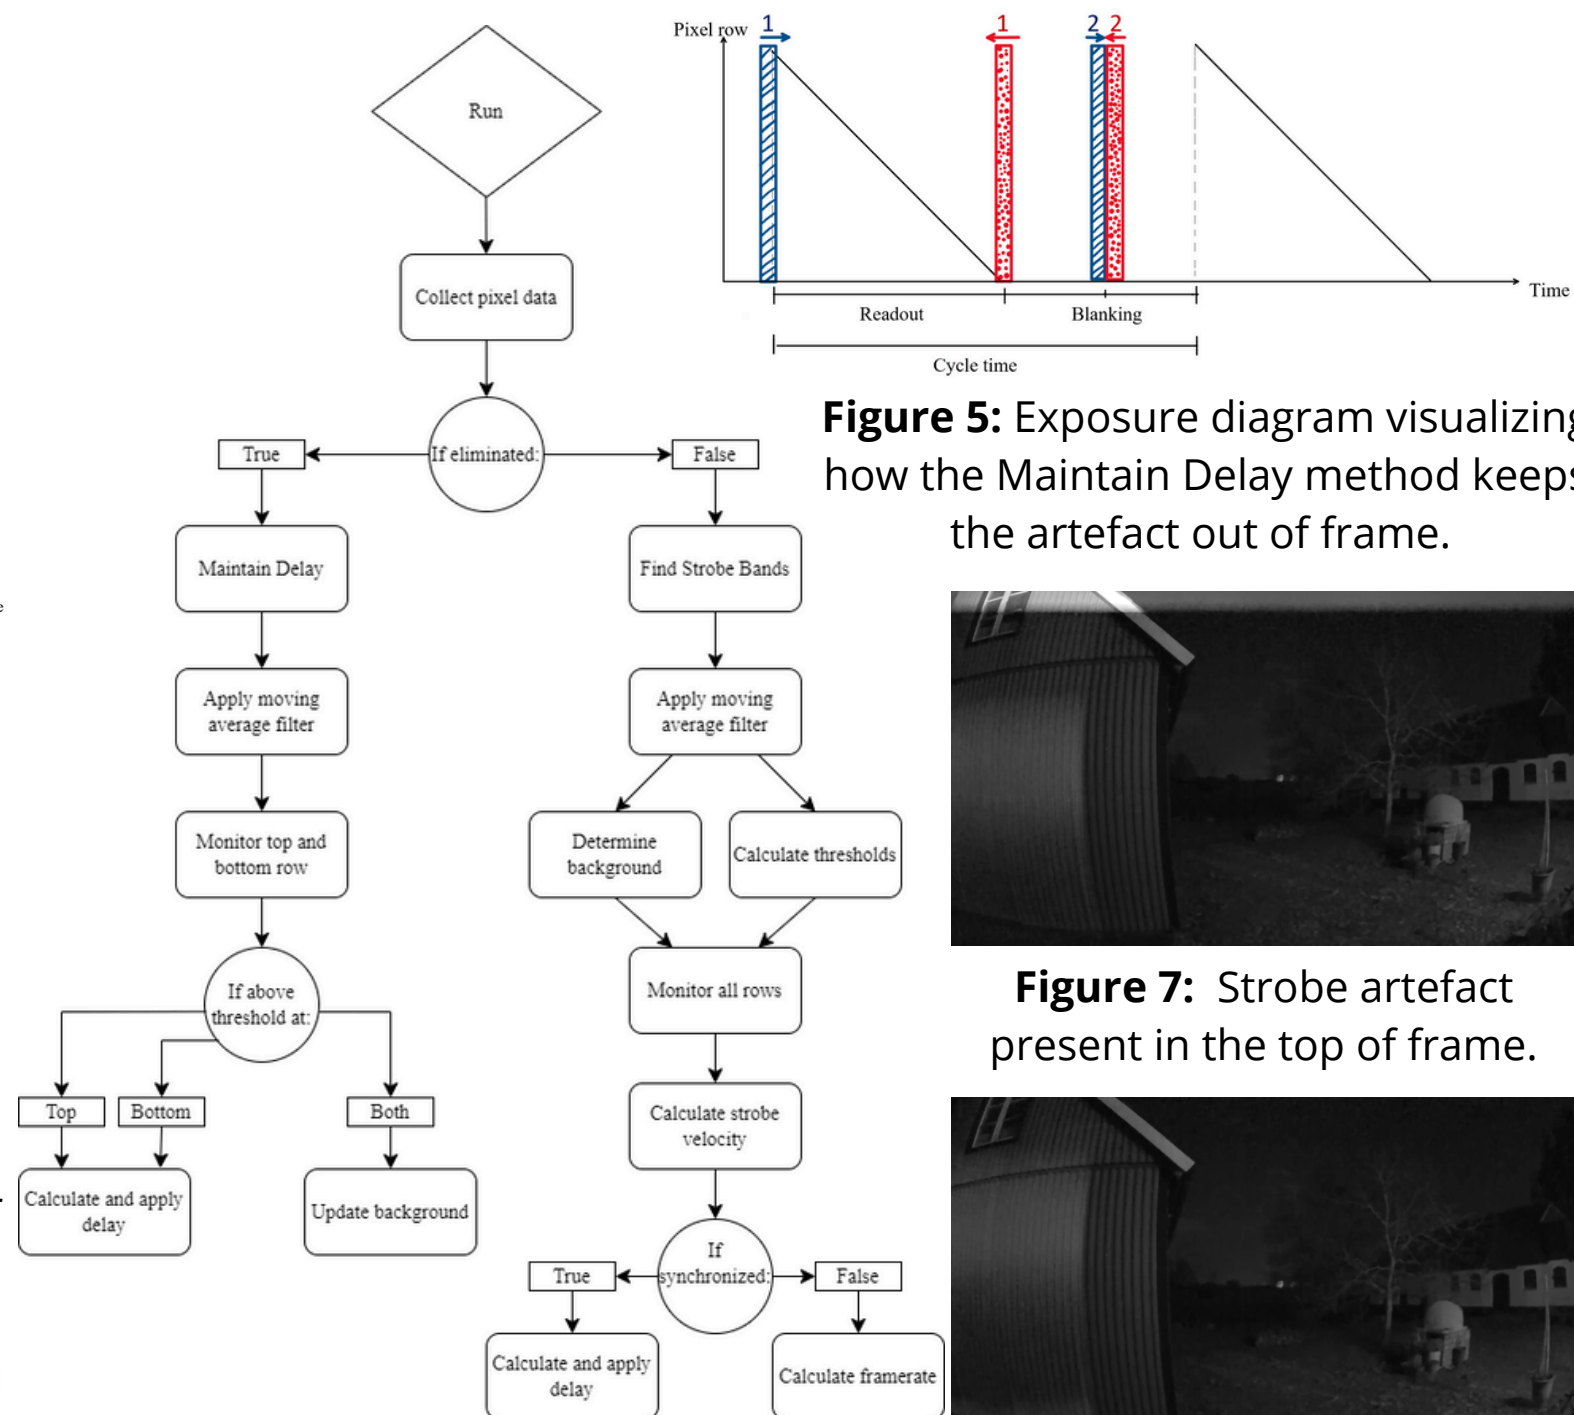 Run
Collect pixel data
If eliminated:
True
False
Maintain Delay
Find Strobe Bands
Apply moving
average filter
Apply moving
average filter
Monitor top and
bottom row
Determine
background
Calculate thresholds
Monitor all rows
If above
threshold at:
Top
Bottom
Both
Calculate strobe
velocity
Calculate and apply
delay
Update background
If
synchronized:
True
False
Calculate and apply
delay
Calculate framerate
Pixel row
1
1
2
2
Time
Readout
Blanking
Cycle time
Figure 5: Exposure diagram visualizing
how the Maintain Delay method keeps
the artefact out of frame.
Figure 7: Strobe artefact
present in the top of frame.